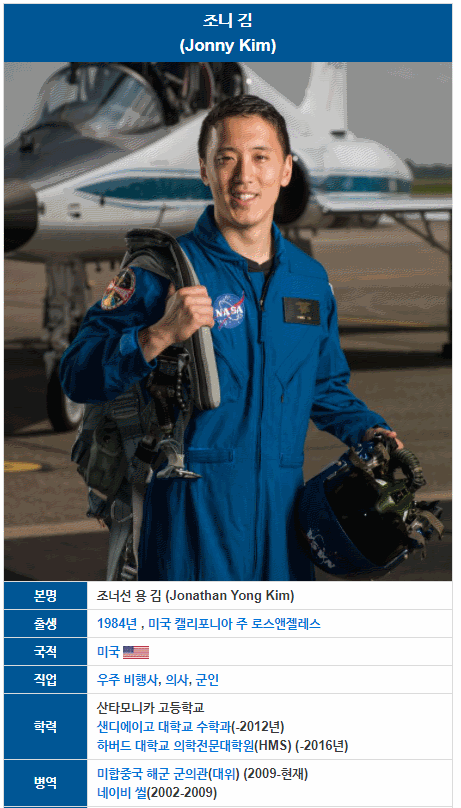 조니 김
(Jonny Kim)
NASA
NASA
본명 조너선 용 김 (Jonathan Yong Kim)
출생 1984년 , 미국 캘리포니아 주 로스앤젤레스
국적 미국
직업 우주 비행사, 의사, 군인
학력 산타모니카 고등학교
샌디에이고 대학교 수학과(-2012년)
하버드 대학교 의학전문대학원(HMS) (-2016년)
병역 미합중국 해군 군의관(대위) (2009-현재)
네이비 씰(2002-2009)